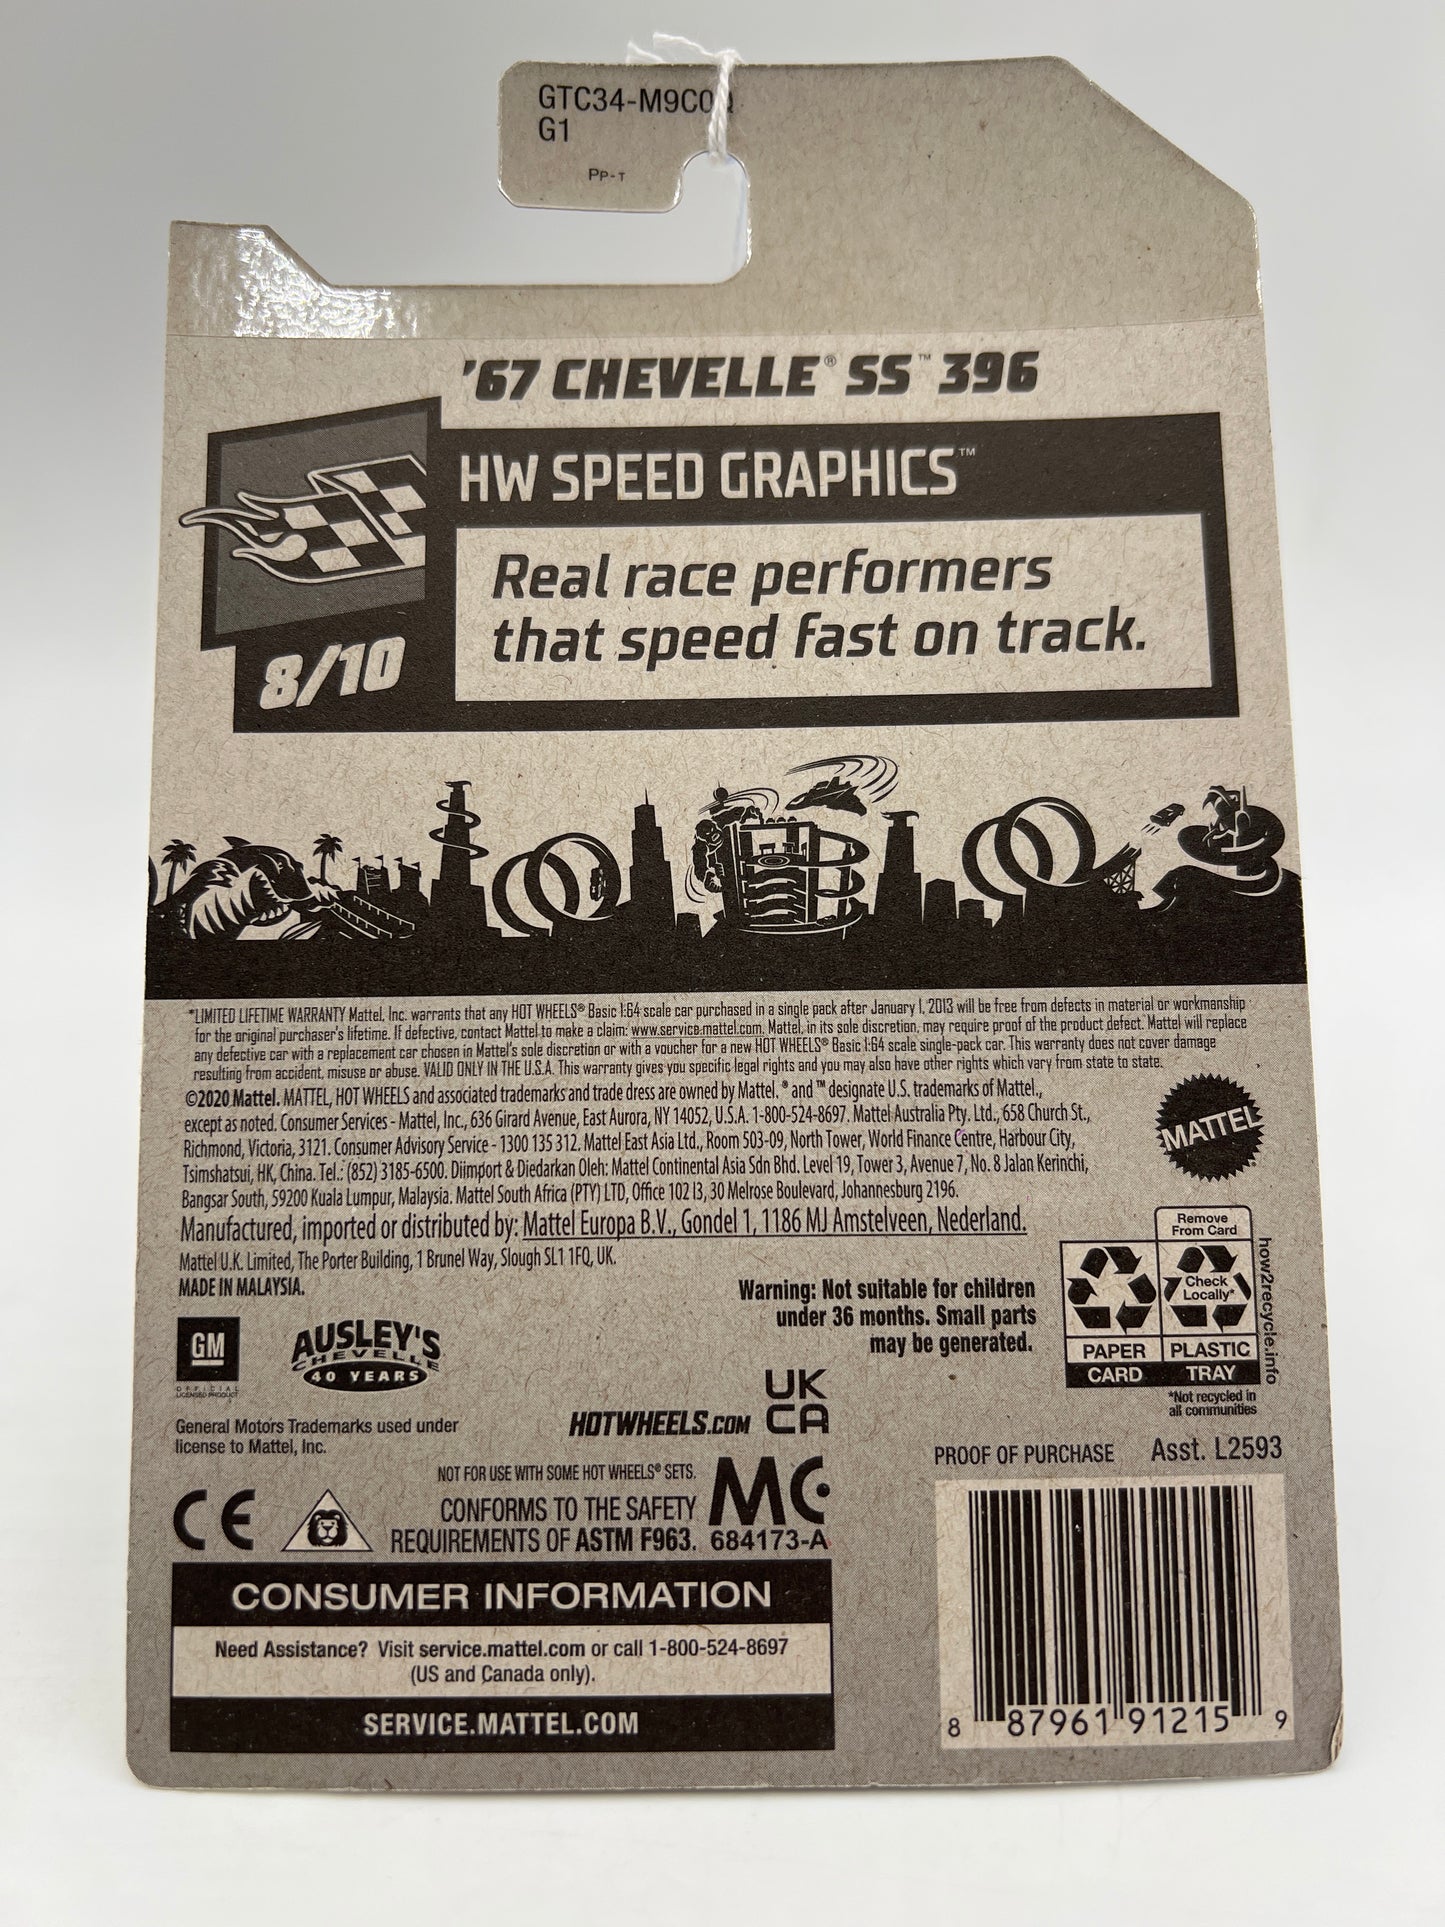 GTC34-M9C0Q
G1
PP-T
'67 CHEVELLE® SS™ 396
HW SPEED GRAPHICS™
8/10
Real race performers
that speed fast on track.
*LIMITED LIFETIME WARRANTY Mattel, Inc. warrants that any HOT WHEELS® Basic 1:64 scale car purchased in a single pack after January 1, 2013 will be free from defects in material or workmanship
for the original purchaser's lifetime. If defective, contact Mattel to make a claim: www.service.mattel.com. Mattel, in its sole discretion, may require proof of the product defect. Mattel will replace
any defective car with a replacement car chosen in Mattel's sole discretion or with a voucher for a new HOT WHEELS® Basic 1:64 scale single-pack car. This warranty does not cover damage
resulting from accident, misuse or abuse. VALID ONLY IN THE U.S.A. This warranty gives you specific legal rights and you may also have other rights which vary from state to state.
©2020 Mattel. MATTEL, HOT WHEELS and associated trademarks and trade dress are owned by Mattel. ® and ™ designate U.S. trademarks of Mattel.,
except as noted. Consumer Services - Mattel, Inc., 636 Girard Avenue, East Aurora, NY 14052, U.S.A. 1-800-524-8697. Mattel Australia Pty. Ltd., 658 Church St.,
Richmond, Victoria, 3121. Consumer Advisory Service - 1300 135 312. Mattel East Asia Ltd., Room 503-09, North Tower, World Finance Centre, Harbour City,
Tsimshatsui, HK, China. Tel.: (852) 3185-6500. Diimport & Diedarkan Oleh: Mattel Continental Asia Sdn Bhd. Level 19, Tower 3, Avenue 7, No. 8 Jalan Kerinchi,
Bangsar South, 59200 Kuala Lumpur, Malaysia. Mattel South Africa (PTY) LTD, Office 102 I3, 30 Melrose Boulevard, Johannesburg 2196.
Manufactured, imported or distributed by: Mattel Europa B.V., Gondel 1, 1186 MJ Amstelveen, Nederland.
Mattel U.K. Limited, The Porter Building, 1 Brunel Way, Slough SL1 1FQ, UK.
MADE IN MALAYSIA.
MATTEL
Warning: Not suitable for children
under 36 months. Small parts
may be generated.
Remove
From Card
Check
Locally*
PAPER
CARD
PLASTIC
TRAY
how2recycle.info
*Not recycled in
all communities
GM
OFFICIAL
LICENSED PRODUCT
AUSLEY'S
CHEVELLE
40 YEARS
General Motors Trademarks used under
license to Mattel, Inc.
HOTWHEELS.COM
UK
CA
NOT FOR USE WITH SOME HOT WHEELS® SETS.
CE
CONFORMS TO THE SAFETY
REQUIREMENTS OF ASTM F963.
MC
684173-A
PROOF OF PURCHASE
Asst. L2593
CONSUMER INFORMATION
Need Assistance? Visit service.mattel.com or call 1-800-524-8697
(US and Canada only).
SERVICE.MATTEL.COM
8 87961 91215 9